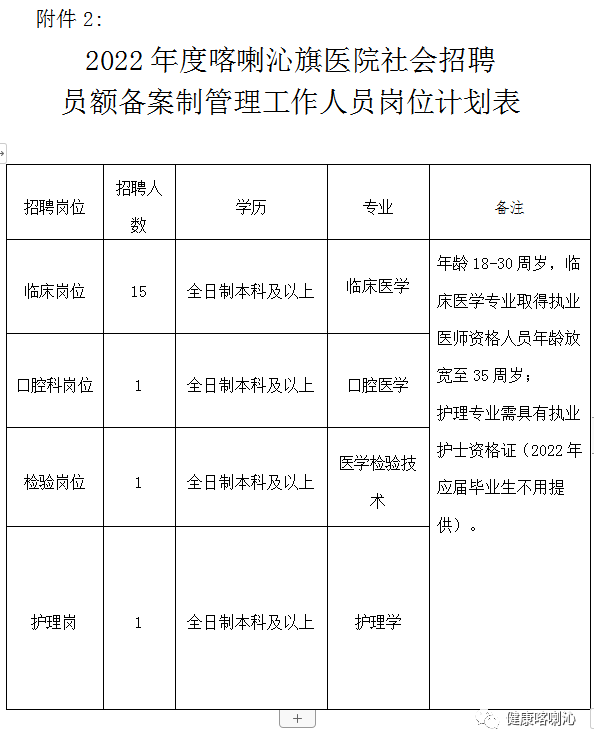 附件 2:
2022 年度喀喇沁旗医院社会招聘
员额备案制管理工作人员岗位计划表
招聘岗位
招聘人
数
学历
专业
备注
临床岗位
15
全日制本科及以上
临床医学
口腔科岗位
1
全日制本科及以上
口腔医学
检验岗位
1
全日制本科及以上
医学检验技
术
护理岗
1
全日制本科及以上
护理学
年龄 18-30 周岁，临
床医学专业取得执业
医师资格人员年龄放
宽至 35 周岁；
护理专业需具有执业
护士资格证（2022 年
应届毕业生不用提
供）。
健康喀喇沁